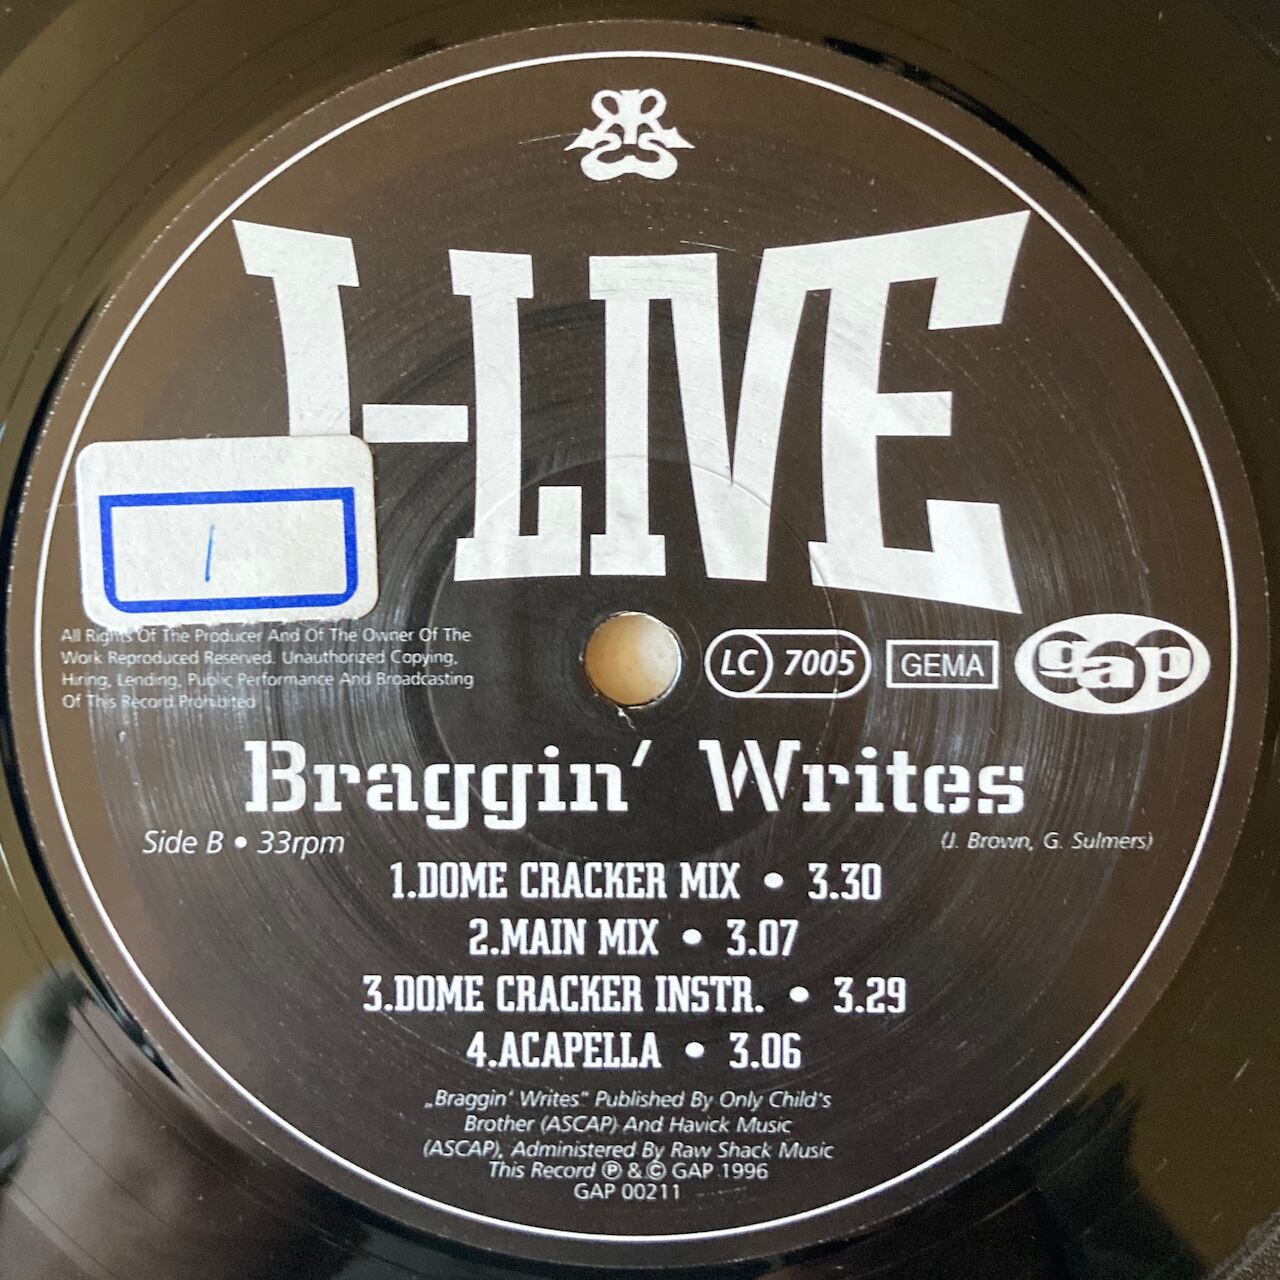 J-LIVE
1
All Rights Of The Producer And Of The Owner Of The
Work Reproduced Reserved. Unauthorized Copying,
Hiring, Lending, Public Performance And Broadcasting
Of This Record Prohibited
LC 7005
GEMA
gap
Braggin' Writes
Side B • 33rpm
(J. Brown, G. Sulmers)
1.DOME CRACKER MIX • 3.30
2.MAIN MIX • 3.07
3.DOME CRACKER INSTR. • 3.29
4.ACAPELLA • 3.06
„Braggin' Writes" Published By Only Child's
Brother (ASCAP) And Havick Music
(ASCAP), Administered By Raw Shack Music
This Record ℗ & © GAP 1996
GAP 00211